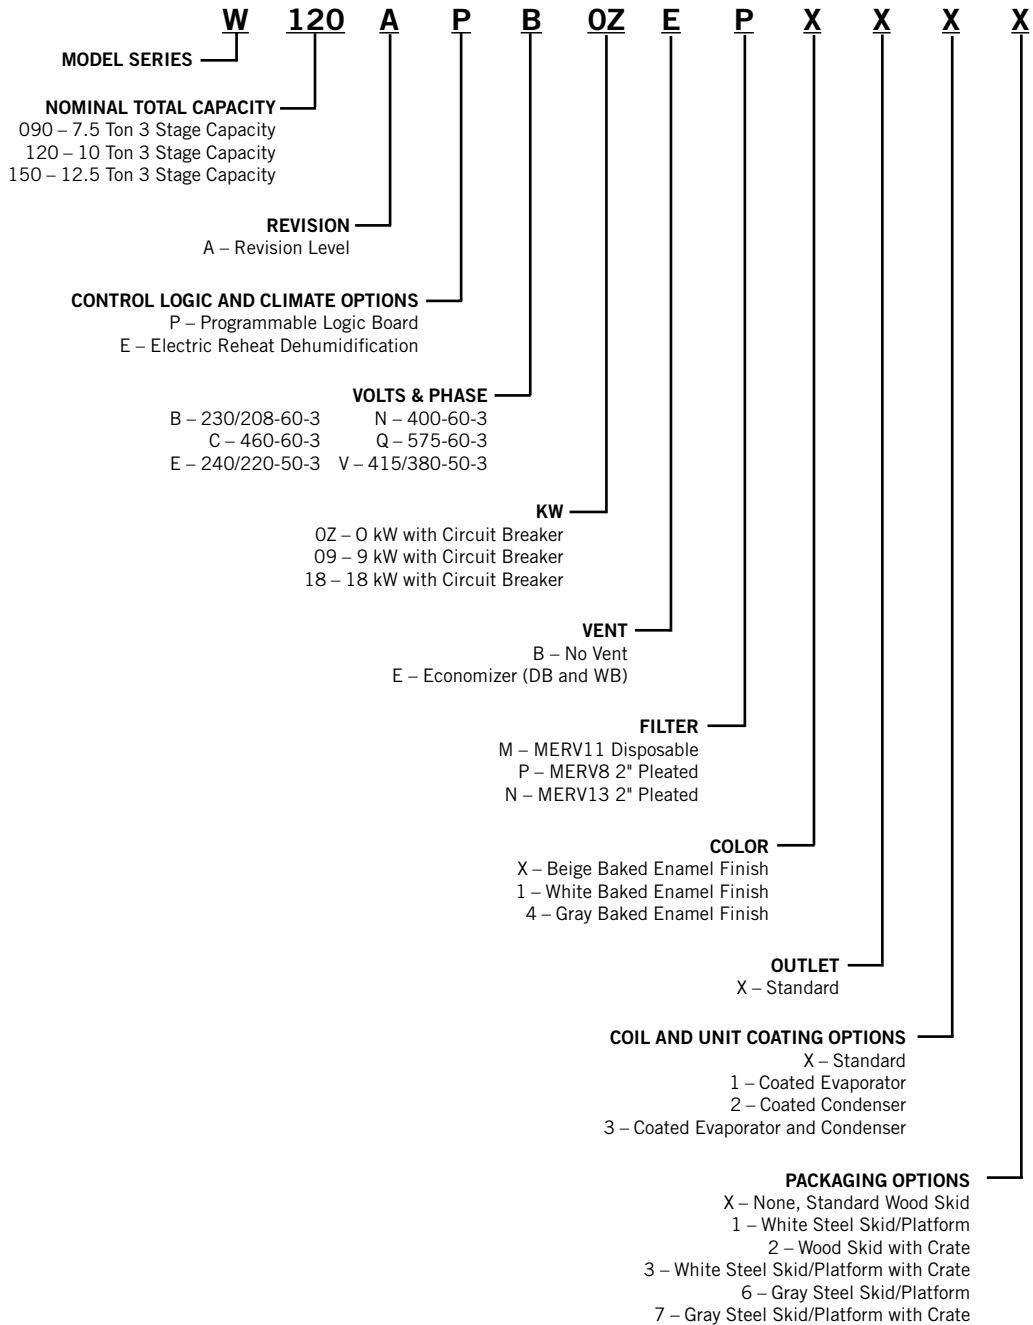 W 120 A P B 0Z E P X X X X
MODEL SERIES
NOMINAL TOTAL CAPACITY
090 – 7.5 Ton 3 Stage Capacity
120 – 10 Ton 3 Stage Capacity
150 – 12.5 Ton 3 Stage Capacity
REVISION
A – Revision Level
CONTROL LOGIC AND CLIMATE OPTIONS
P – Programmable Logic Board
E – Electric Reheat Dehumidification
VOLTS & PHASE
B – 230/208-60-3 N – 400-60-3
C – 460-60-3 Q – 575-60-3
E – 240/220-50-3 V – 415/380-50-3
KW
0Z – 0 kW with Circuit Breaker
09 – 9 kW with Circuit Breaker
18 – 18 kW with Circuit Breaker
VENT
B – No Vent
E – Economizer (DB and WB)
FILTER
M – MERV11 Disposable
P – MERV8 2" Pleated
N – MERV13 2" Pleated
COLOR
X – Beige Baked Enamel Finish
1 – White Baked Enamel Finish
4 – Gray Baked Enamel Finish
OUTLET
X – Standard
COIL AND UNIT COATING OPTIONS
X – Standard
1 – Coated Evaporator
2 – Coated Condenser
3 – Coated Evaporator and Condenser
PACKAGING OPTIONS
X – None, Standard Wood Skid
1 – White Steel Skid/Platform
2 – Wood Skid with Crate
3 – White Steel Skid/Platform with Crate
6 – Gray Steel Skid/Platform
7 – Gray Steel Skid/Platform with Crate